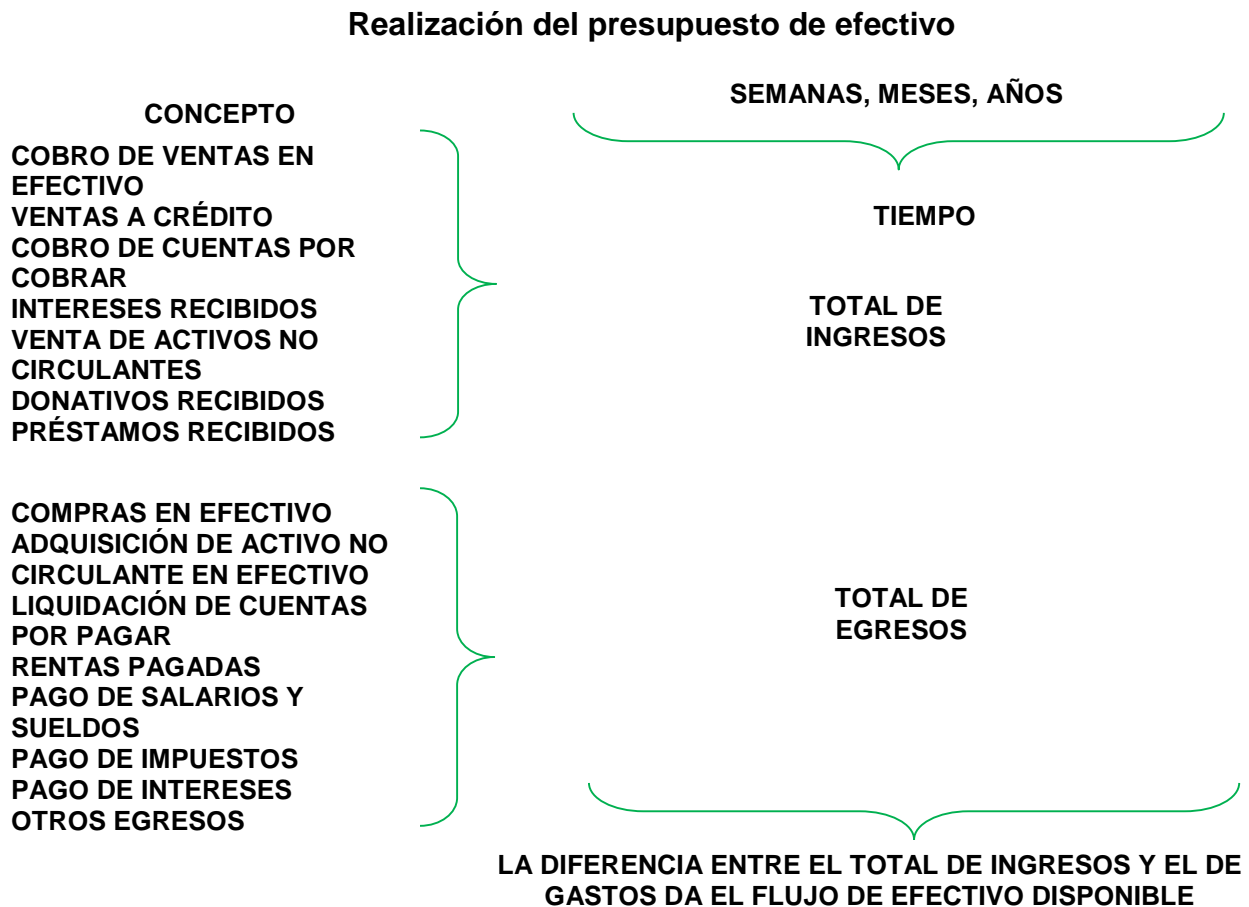 Realización del presupuesto de efectivo
SEMANAS, MESES, AÑOS
CONCEPTO
COBRO DE VENTAS EN
EFECTIVO
VENTAS A CRÉDITO
COBRO DE CUENTAS POR
COBRAR
INTERESES RECIBIDOS
VENTA DE ACTIVOS NO
CIRCULANTES
DONATIVOS RECIBIDOS
PRÉSTAMOS RECIBIDOS
TIEMPO
TOTAL DE
INGRESOS
COMPRAS EN EFECTIVO
ADQUISICIÓN DE ACTIVO NO
CIRCULANTE EN EFECTIVO
LIQUIDACIÓN DE CUENTAS
POR PAGAR
RENTAS PAGADAS
PAGO DE SALARIOS Y
SUELDOS
PAGO DE IMPUESTOS
PAGO DE INTERESES
OTROS EGRESOS
TOTAL DE
EGRESOS
LA DIFERENCIA ENTRE EL TOTAL DE INGRESOS Y EL DE
GASTOS DA EL FLUJO DE EFECTIVO DISPONIBLE